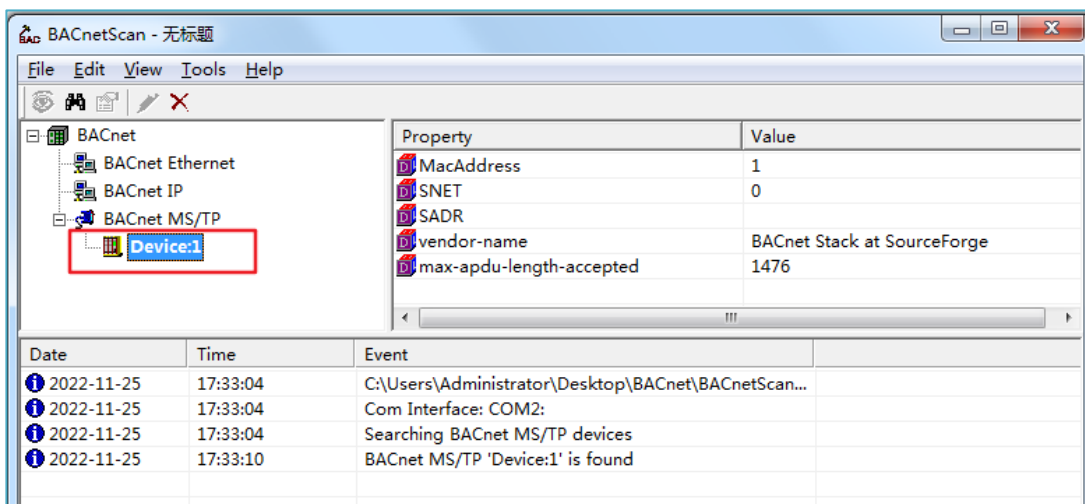 BACnetScan - 无标题
File Edit View Tools Help
BACnet
BACnet Ethernet
BACnet IP
BACnet MS/TP
Device:1
Property Value
MacAddress 1
SNET 0
SADR
vendor-name BACnet Stack at SourceForge
max-apdu-length-accepted 1476
Date Time Event
2022-11-25 17:33:04 C:\Users\Administrator\Desktop\BACnet\BACnetScan...
2022-11-25 17:33:04 Com Interface: COM2:
2022-11-25 17:33:04 Searching BACnet MS/TP devices
2022-11-25 17:33:10 BACnet MS/TP 'Device:1' is found